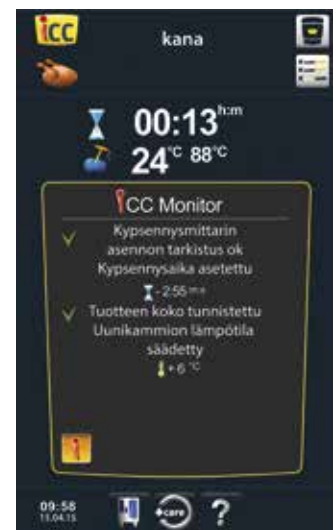 iCC
kana
00:13 h:m
24 °C 88 °C
iCC Monitor
Kypsennysmittarin
asennon tarkistus ok
Kypsennysaika asetettu
- 2:55 m:s
Tuotteen koko tunnistettu
Uunikammion lämpötila
säädetty
+ 6 °C
09:58
15.04.15
care
?